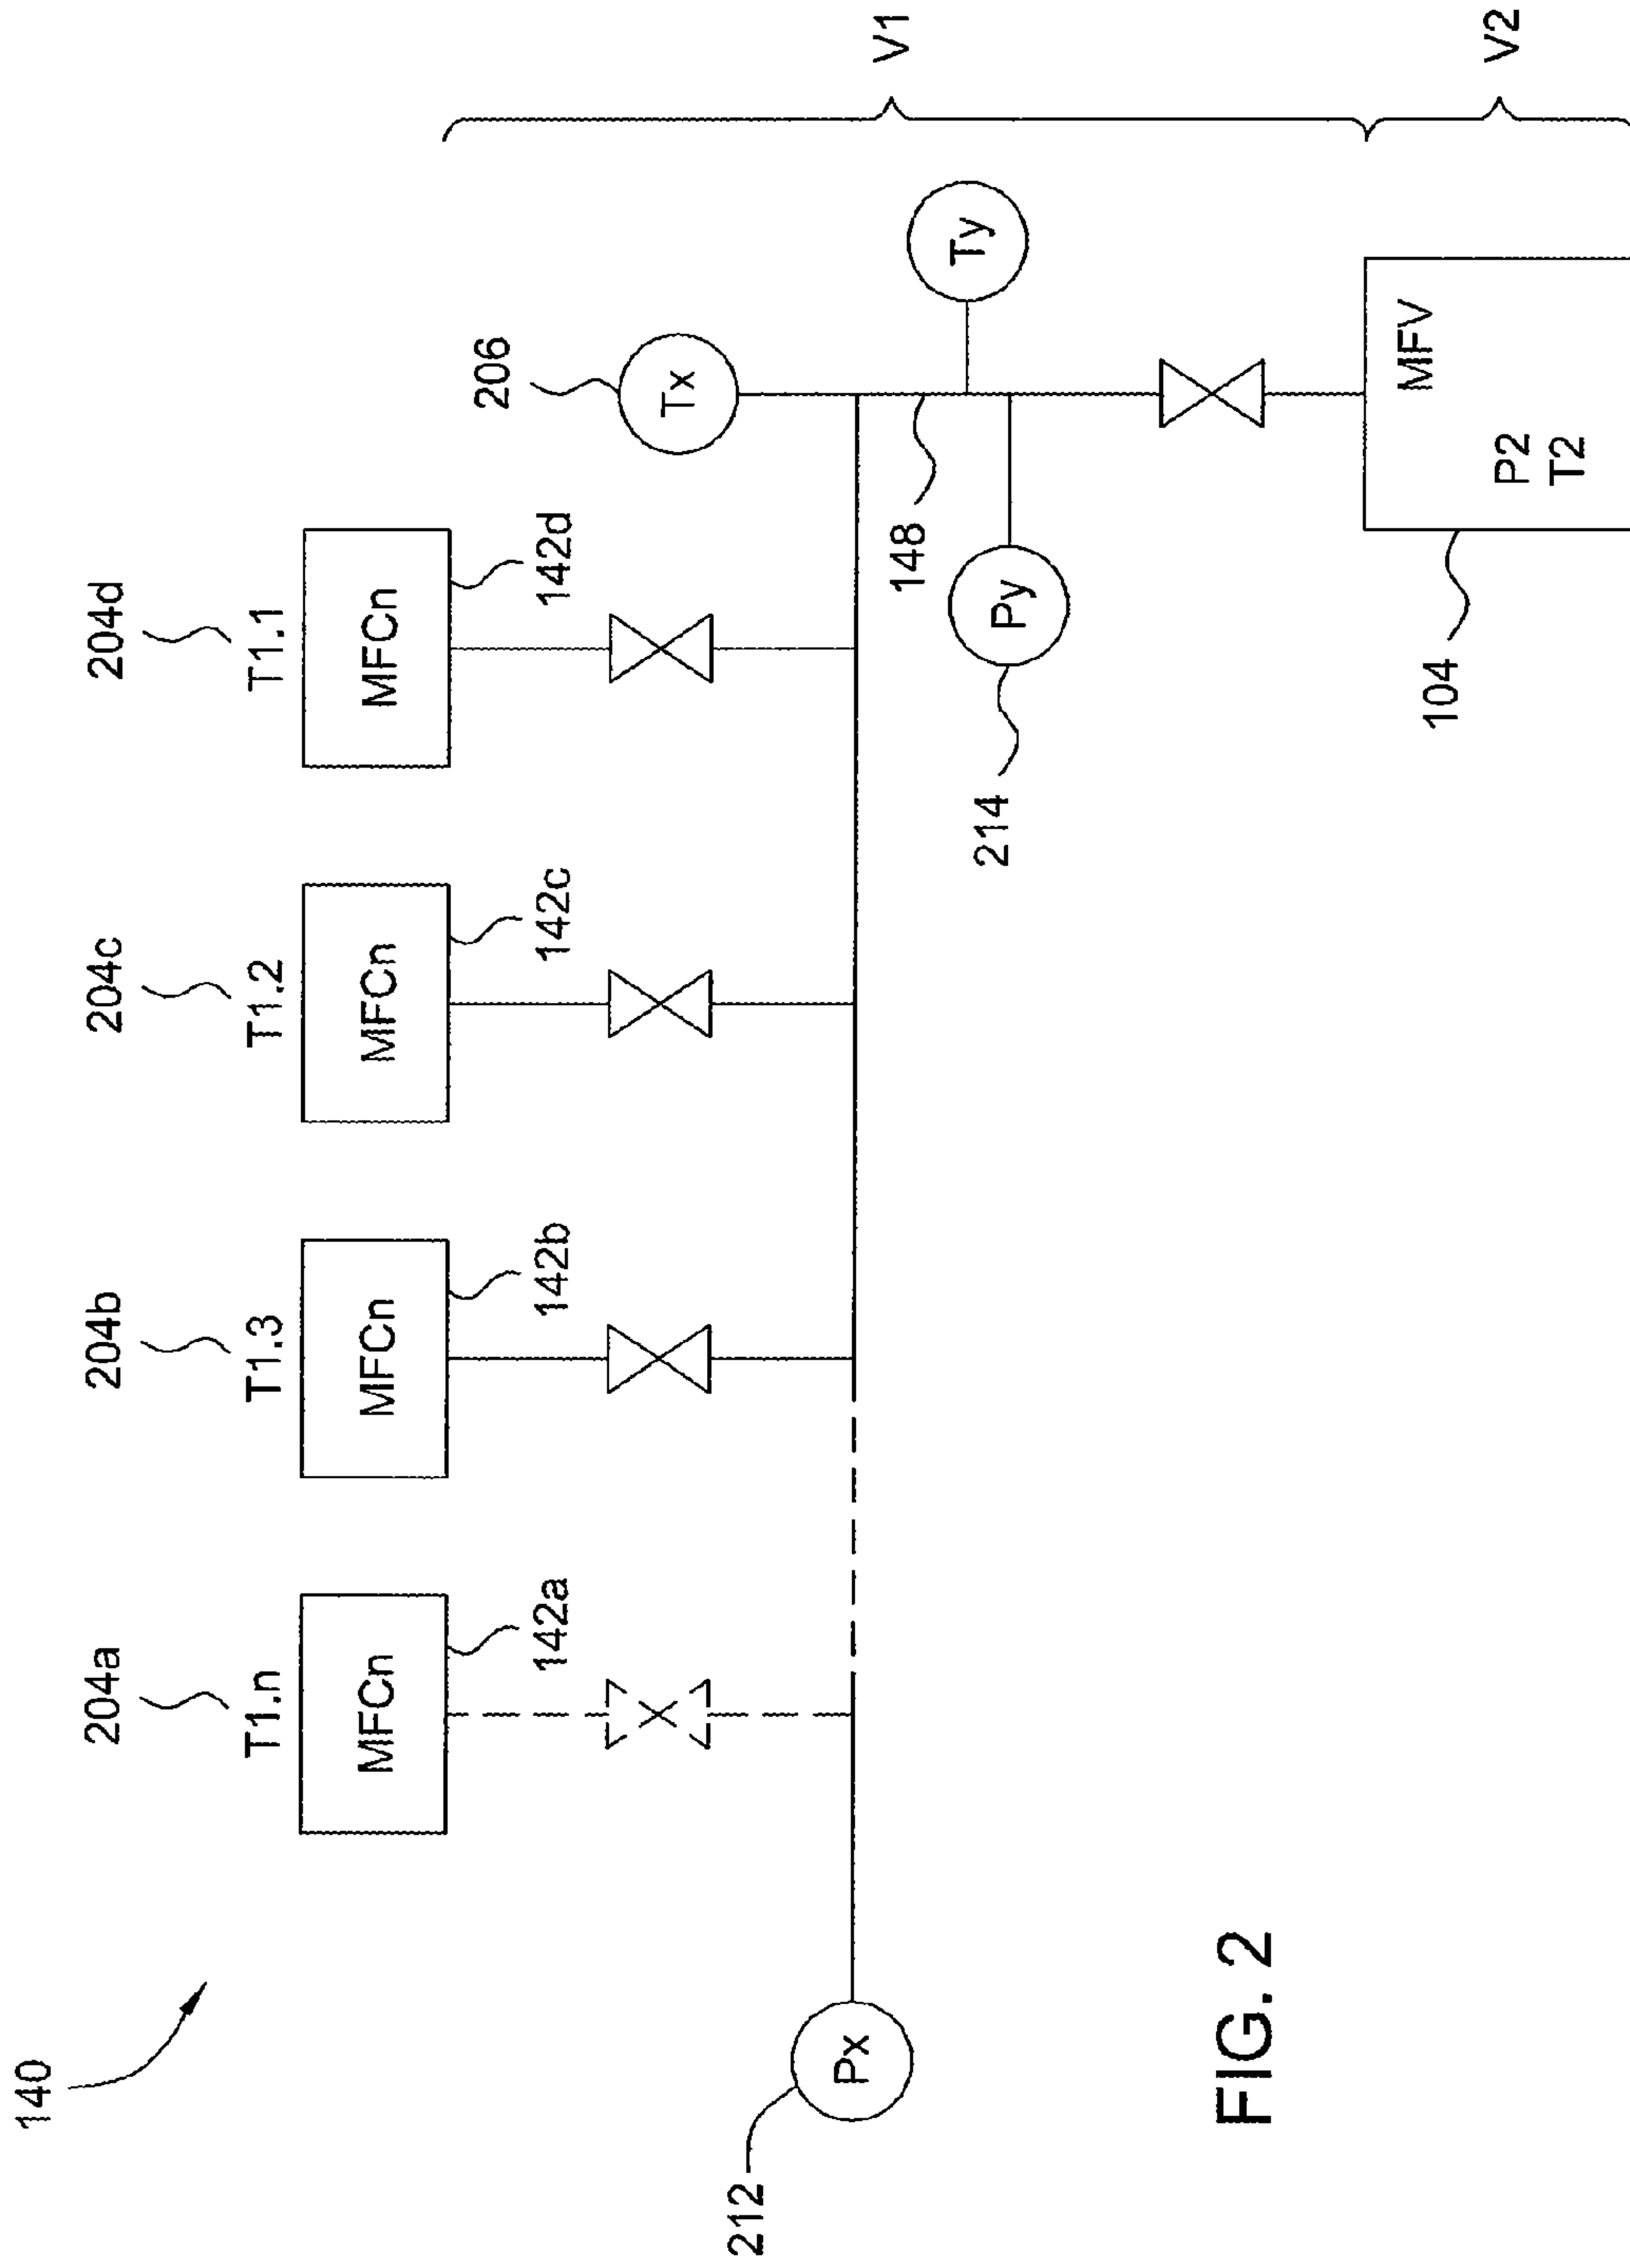 140
204a
204b
204c
204d
T1.n
T1.3
T1.2
T1.1
MFCn
MFCn
MFCn
MFCn
142a
142b
142c
142d
206
Tx
212
Px
148
Ty
214
Py
V1
104
MFV
P2
T2
V2
FIG. 2